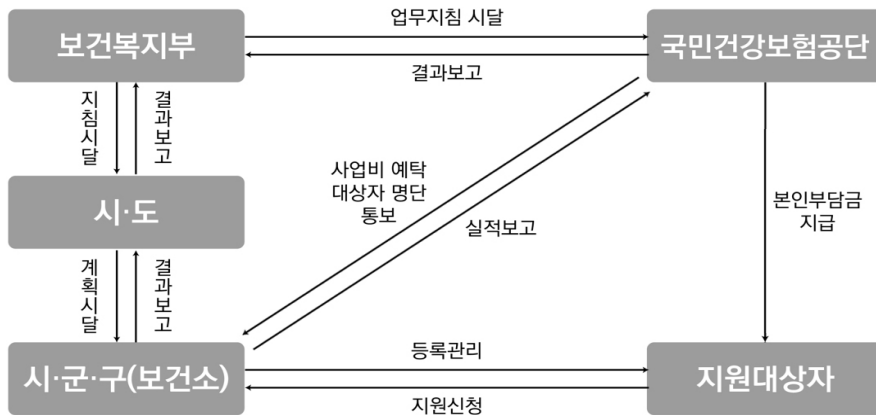 보건복지부
업무지침 시달
결과보고
국민건강보험공단
지침시달
결과보고
사업비 예탁
대상자 명단
통보
실적보고
본인부담금
지급
시·도
계획시달
결과보고
시·군·구(보건소)
등록관리
지원신청
지원대상자